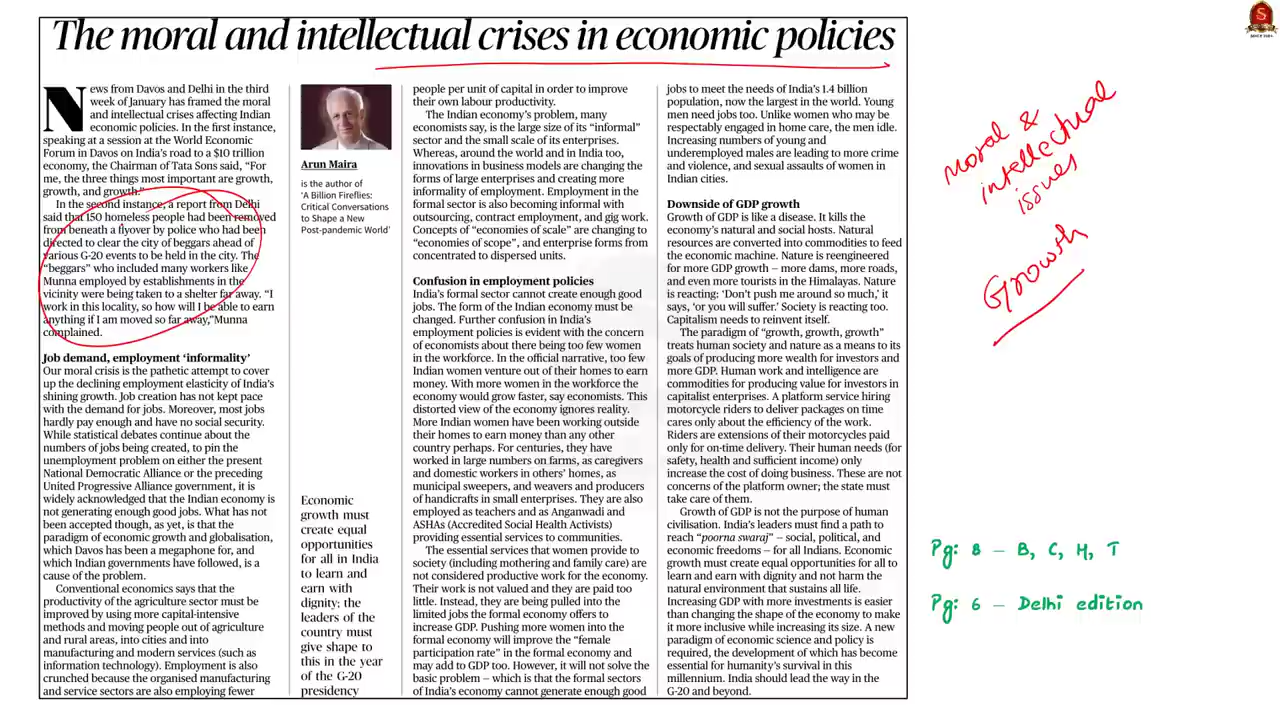 The moral and intellectual crises in economic policies
News from Davos and Delhi in the third
week of January has framed the moral
and intellectual crises affecting Indian
economic policies. In the first instance,
speaking at a session at the World Economic
Forum in Davos on India's road to a $10 trillion
economy, the Chairman of Tata Sons said, “For
me, the three things most important are growth,
growth, and growth.”
In the second instance, a report from Delhi
said that 150 homeless people had been removed
from beneath a flyover by police who had been
directed to clear the city of beggars ahead of
various G-20 events to be held in the city. The
“beggars” who included many workers like
Munna employed by establishments in the
vicinity were being taken to a shelter far away. “I
work in this locality, so how will I be able to earn
anything if I am moved so far away,”Munna
complained.
Job demand, employment ‘informality’
Our moral crisis is the pathetic attempt to cover
up the declining employment elasticity of India's
shining growth. Job creation has not kept pace
with the demand for jobs. Moreover, most jobs
hardly pay enough and have no social security.
While statistical debates continue about the
numbers of jobs being created, to pin the
unemployment problem on either the present
National Democratic Alliance or the preceding
United Progressive Alliance government, it is
widely acknowledged that the Indian economy is
not generating enough good jobs. What has not
been accepted though, as yet, is that the
paradigm of economic growth and globalisation,
which Davos has been a megaphone for, and
which Indian governments have followed, is a
cause of the problem.
Conventional economics says that the
productivity of the agriculture sector must be
improved by using more capital-intensive
methods and moving people out of agriculture
and rural areas, into cities and into
manufacturing and modern services (such as
information technology). Employment is also
crunched because the organised manufacturing
and service sectors are also employing fewer
Arun Maira
is the author of
‘A Billion Fireflies:
Critical Conversations
to Shape a New
Post-pandemic World’
Economic
growth must
create equal
opportunities
for all in India
to learn and
earn with
dignity; the
leaders of the
country must
give shape to
this in the year
of the G-20
presidency
people per unit of capital in order to improve
their own labour productivity.
The Indian economy's problem, many
economists say, is the large size of its “informal”
sector and the small scale of its enterprises.
Whereas, around the world and in India too,
innovations in business models are changing the
forms of large enterprises and creating more
informality of employment. Employment in the
formal sector is also becoming informal with
outsourcing, contract employment, and gig work.
Concepts of “economies of scale” are changing to
“economies of scope”, and enterprise forms from
concentrated to dispersed units.
Confusion in employment policies
India's formal sector cannot create enough good
jobs. The form of the Indian economy must be
changed. Further confusion in India's
employment policies is evident with the concern
of economists about there being too few women
in the workforce. In the official narrative, too few
Indian women venture out of their homes to earn
money. With more women in the workforce the
economy would grow faster, say economists. This
distorted view of the economy ignores reality.
More Indian women have been working outside
their homes to earn money than any other
country perhaps. For centuries, they have
worked in large numbers on farms, as caregivers
and domestic workers in others' homes, as
municipal sweepers, and weavers and producers
of handicrafts in small enterprises. They are also
employed as teachers and as Anganwadi and
ASHAs (Accredited Social Health Activists)
providing essential services to communities.
The essential services that women provide to
society (including mothering and family care) are
not considered productive work for the economy.
Their work is not valued and they are paid too
little. Instead, they are being pulled into the
limited jobs the formal economy offers to
increase GDP. Pushing more women into the
formal economy will improve the “female
participation rate” in the formal economy and
may add to GDP too. However, it will not solve the
basic problem – which is that the formal sectors
of India's economy cannot generate enough good
jobs to meet the needs of India's 1.4 billion
population, now the largest in the world. Young
men need jobs too. Unlike women who may be
respectably engaged in home care, the men idle.
Increasing numbers of young and
underemployed males are leading to more crime
and violence, and sexual assaults of women in
Indian cities.
Downside of GDP growth
Growth of GDP is like a disease. It kills the
economy's natural and social hosts. Natural
resources are converted into commodities to feed
the economic machine. Nature is reengineered
for more GDP growth – more dams, more roads,
and even more tourists in the Himalayas. Nature
is reacting: ‘Don't push me around so much,’ it
says, ‘or you will suffer.’ Society is reacting too.
Capitalism needs to reinvent itself.
The paradigm of “growth, growth, growth”
treats human society and nature as a means to its
goals of producing more wealth for investors and
more GDP. Human work and intelligence are
commodities for producing value for investors in
capitalist enterprises. A platform service hiring
motorcycle riders to deliver packages on time
cares only about the efficiency of the work.
Riders are extensions of their motorcycles paid
only for on-time delivery. Their human needs (for
safety, health and sufficient income) only
increase the cost of doing business. These are not
concerns of the platform owner; the state must
take care of them.
Growth of GDP is not the purpose of human
civilisation. India's leaders must find a path to
reach “poorna swaraj” – social, political, and
economic freedoms – for all Indians. Economic
growth must create equal opportunities for all to
learn and earn with dignity and not harm the
natural environment that sustains all life.
Increasing GDP with more investments is easier
than changing the shape of the economy to make
it more inclusive while increasing its size. A new
paradigm of economic science and policy is
required, the development of which has become
essential for humanity's survival in this
millennium. India should lead the way in the
G-20 and beyond.
Moral &
intellectual
issues
Growth
Pg: 8 – B, C, H, T
Pg: 6 – Delhi edition
S